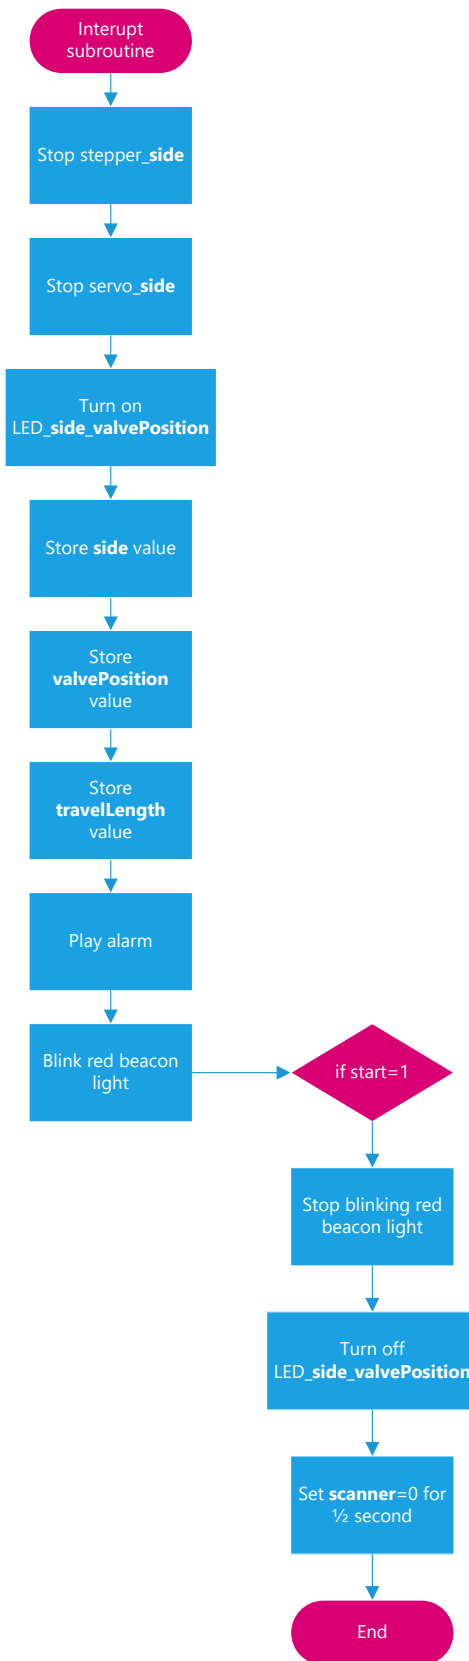 Interupt
subroutine
Stop stepper_side
Stop servo_side
Turn on
LED_side_valvePosition
Store side value
Store
valvePosition
value
Store
travelLength
value
Play alarm
Blink red beacon
light
if start=1
Stop blinking red
beacon light
Turn off
LED_side_valvePosition
Set scanner=0 for
½ second
End